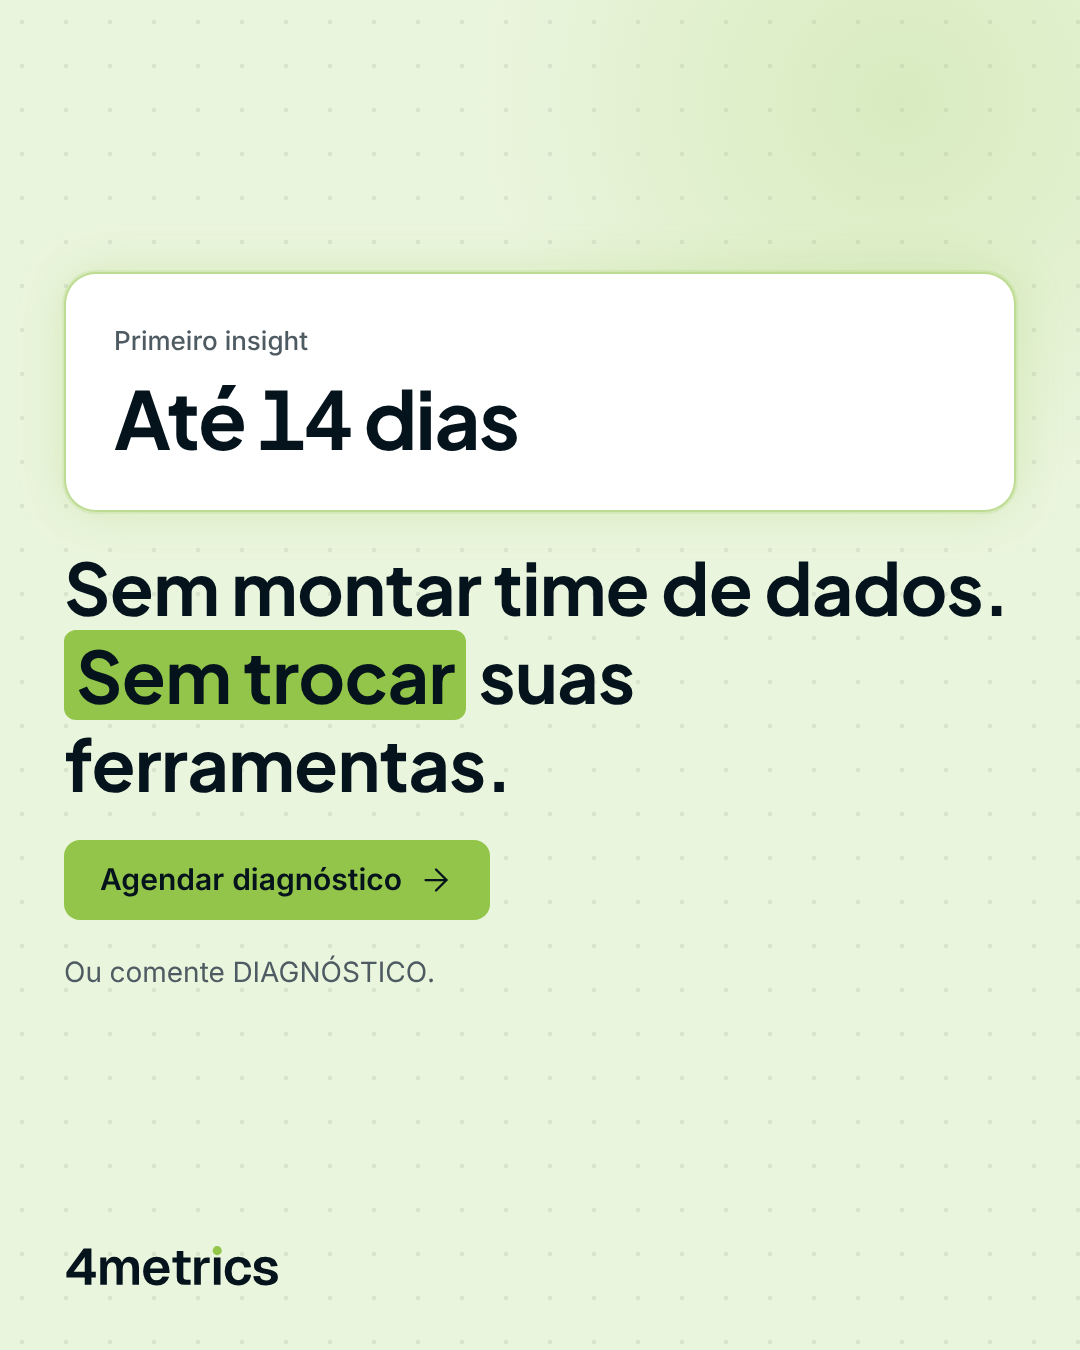 Primeiro insight
Até 14 dias
Sem montar time de dados.
Sem trocar suas
ferramentas.
Agendar diagnóstico →
Ou comente DIAGNÓSTICO.
4metrics